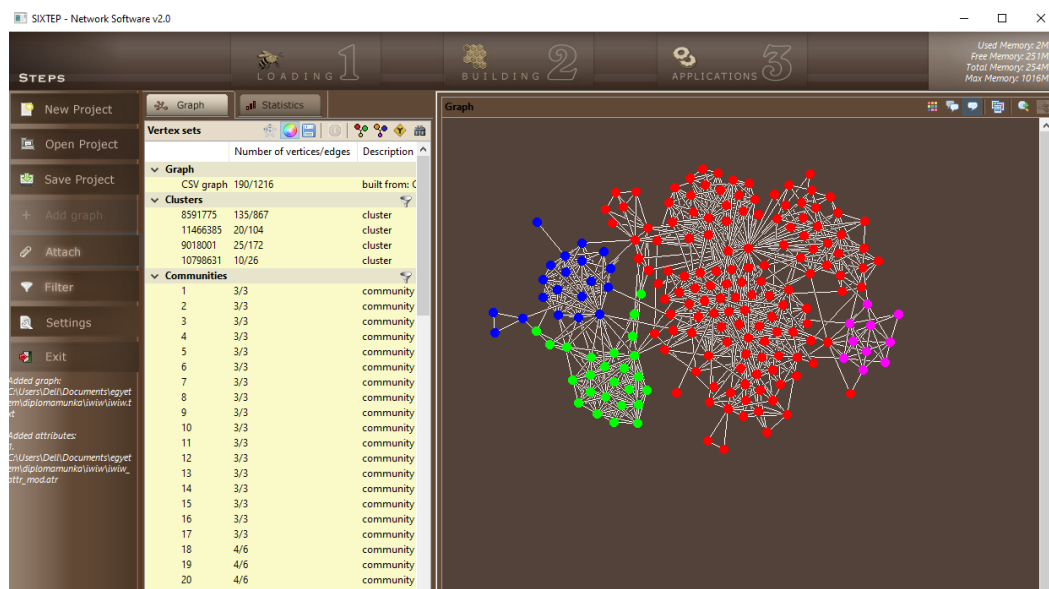 SIXTEP - Network Software v2.0
STEPS
LOADING 1
BUILDING 2
APPLICATIONS 3
Used Memory: 2M
Free Memory: 251M
Total Memory: 254M
Max Memory: 1016M
New Project
Open Project
Save Project
+ Add graph
Attach
Filter
Settings
Exit
Added graph:
C:\Users\Dell\Documents\egyet
em\diplomamunka\iwiw\iwiw.t
xt
Added attributes:
1.
C:\Users\Dell\Documents\egyet
em\diplomamunka\iwiw\iwiw_
attr_mod.atr
Graph Statistics
Vertex sets
Number of vertices/edges Description
Graph
CSV graph 190/1216 built from: C
Clusters
8591775 135/867 cluster
11466385 20/104 cluster
9018001 25/172 cluster
10798631 10/26 cluster
Communities
1 3/3 community
2 3/3 community
3 3/3 community
4 3/3 community
5 3/3 community
6 3/3 community
7 3/3 community
8 3/3 community
9 3/3 community
10 3/3 community
11 3/3 community
12 3/3 community
13 3/3 community
14 3/3 community
15 3/3 community
16 3/3 community
17 3/3 community
18 4/6 community
19 4/6 community
20 4/6 community
Graph